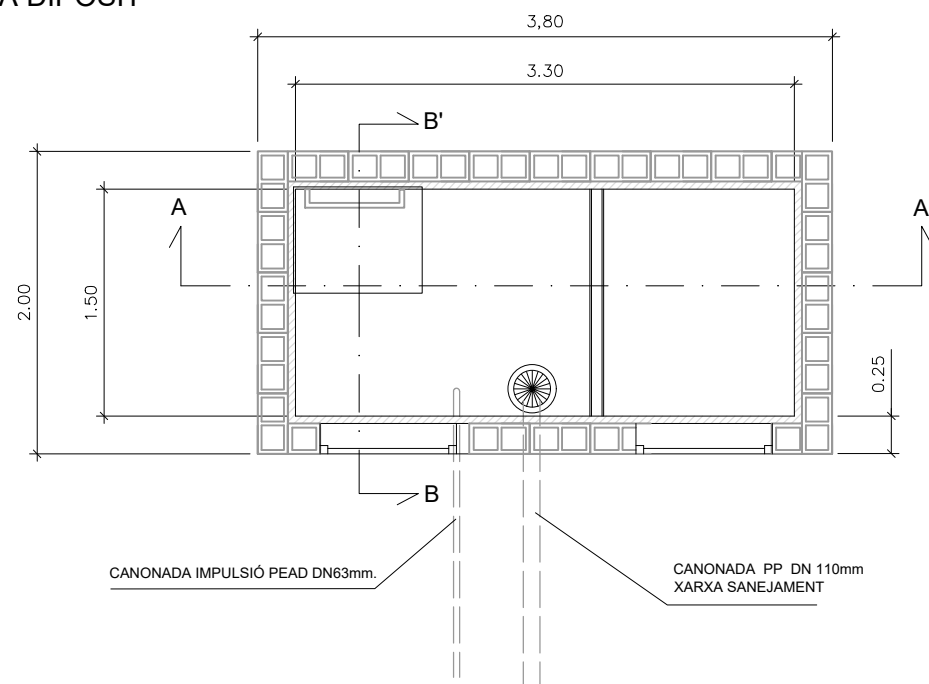 3,80
3.30
B'
A
A
2.00
1.50
0.25
B
CANONADA IMPULSIÓ PEAD DN63mm.
CANONADA PP DN 110mm
XARXA SANEJAMENT